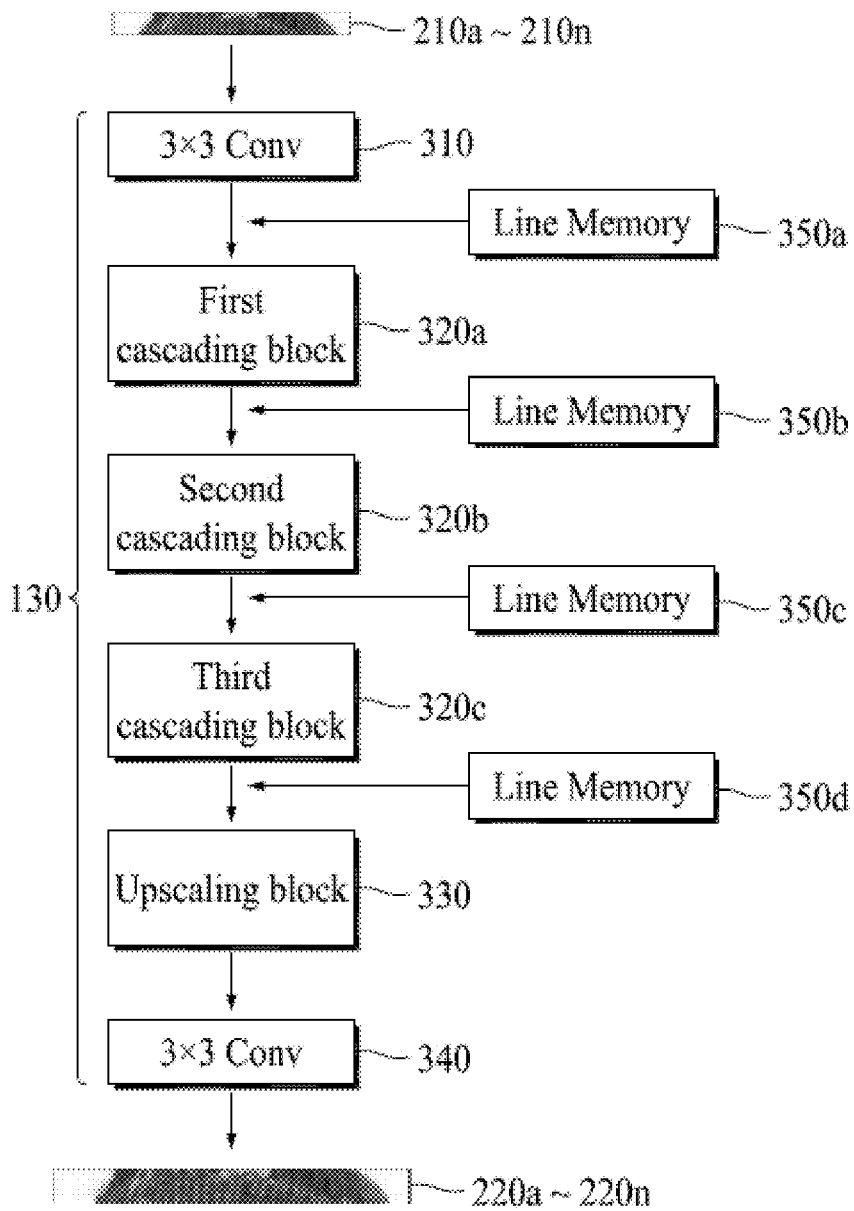 210a ~ 210n
3×3 Conv
310
Line Memory
350a
First
cascading block
320a
Line Memory
350b
Second
cascading block
320b
130
Line Memory
350c
Third
cascading block
320c
Line Memory
350d
Upscaling block
330
3×3 Conv
340
220a ~ 220n